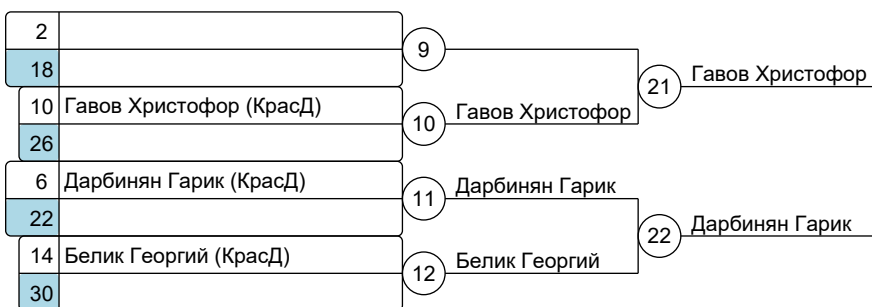 2
18
9
10 Гавов Христофор (КрасД)
26
10
Гавов Христофор
21
Гавов Христофор
6 Дарбинян Гарик (КрасД)
22
11
Дарбинян Гарик
14 Белик Георгий (КрасД)
30
12
Белик Георгий
22
Дарбинян Гарик